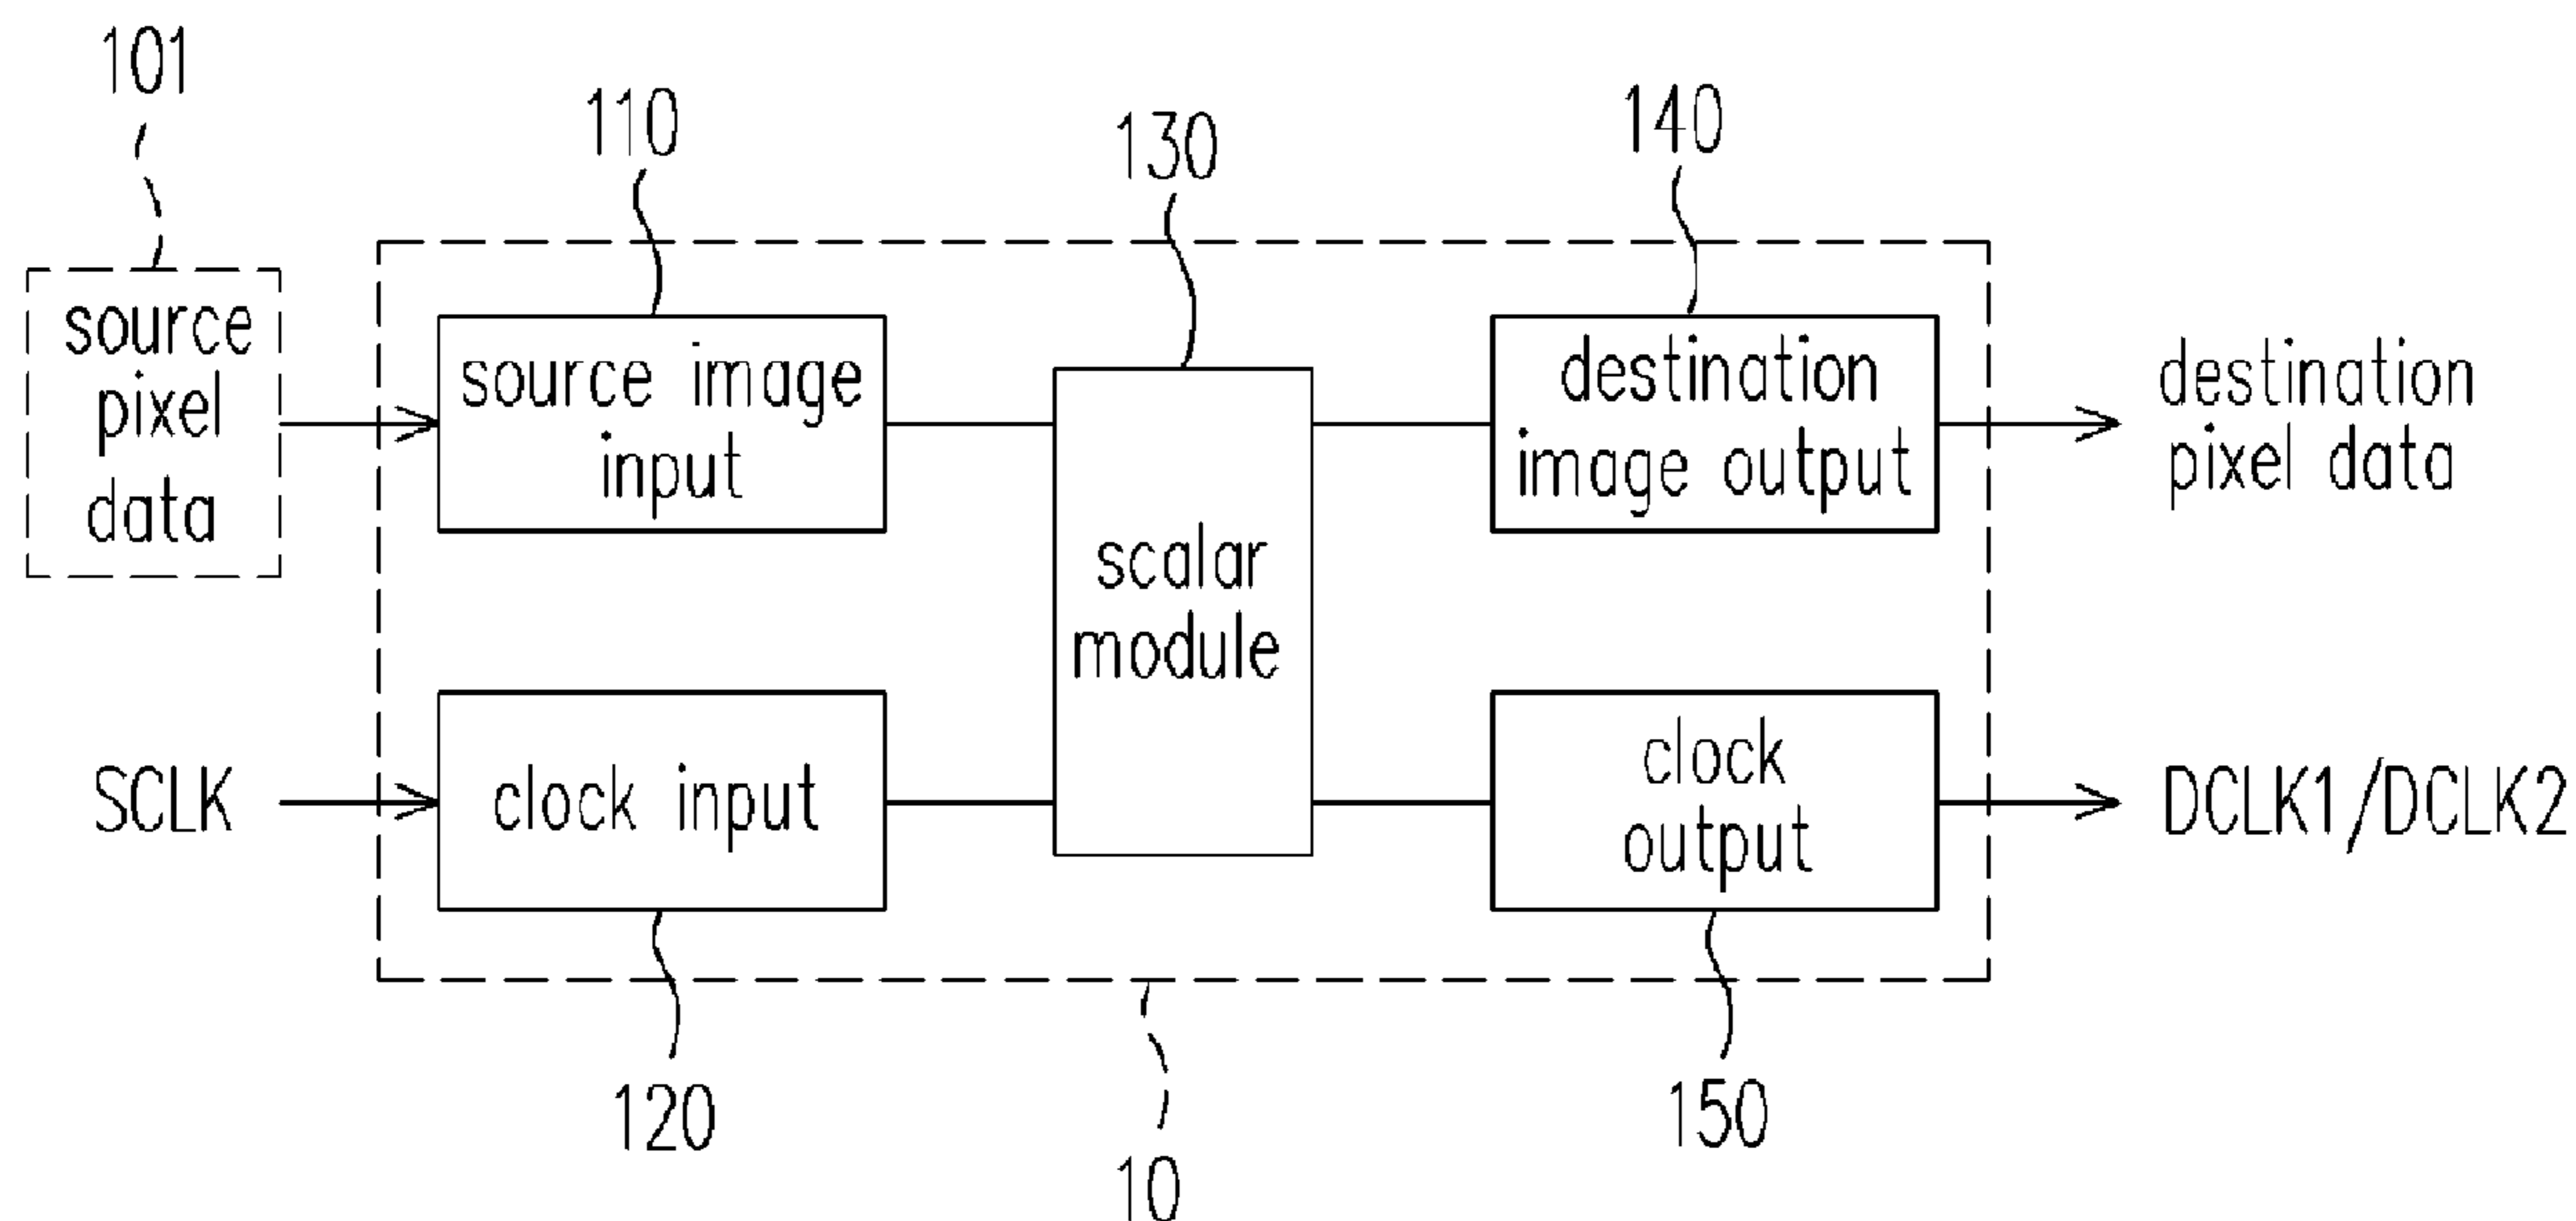 101
110
130
140
source
pixel
data
source image
input
scalar
module
destination
image output
destination
pixel data
SCLK
clock input
clock
output
DCLK1/DCLK2
120
150
10